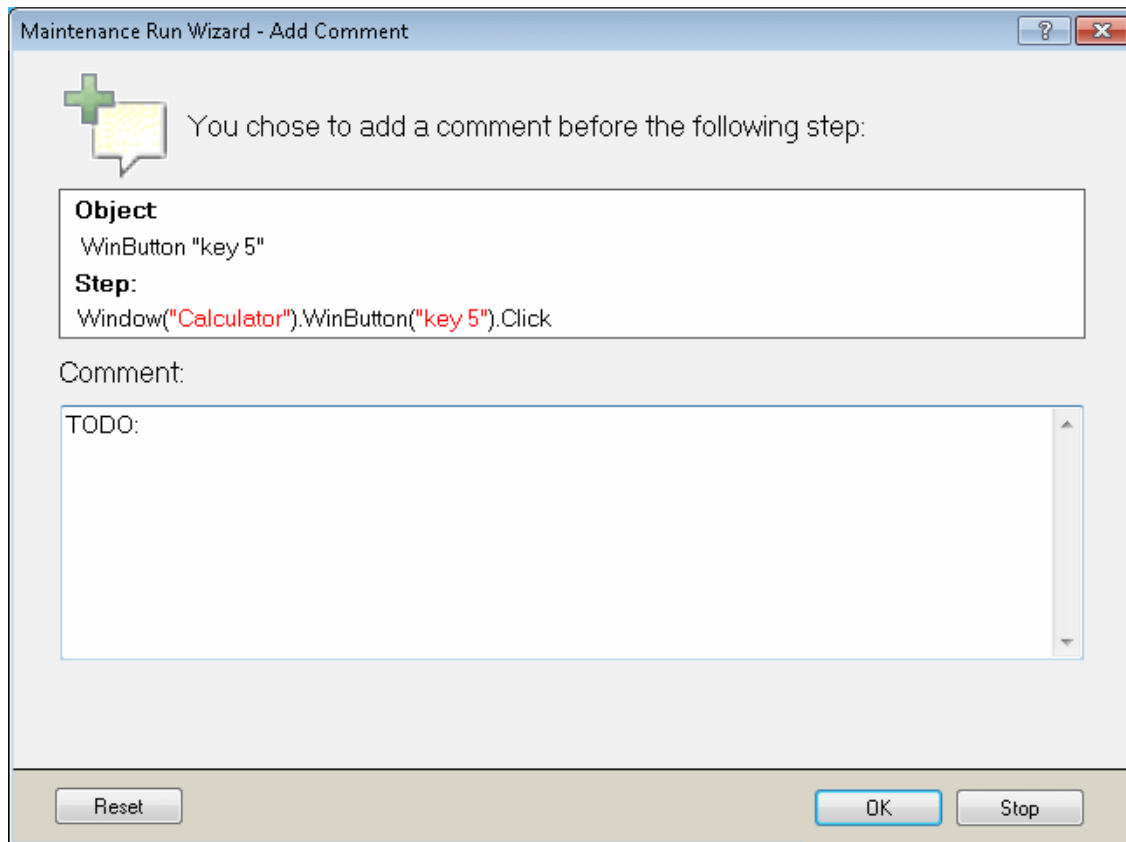 Maintenance Run Wizard - Add Comment
You chose to add a comment before the following step:
Object
WinButton "key 5"
Step:
Window("Calculator").WinButton("key 5").Click
Comment:
TODO:
Reset
OK
Stop